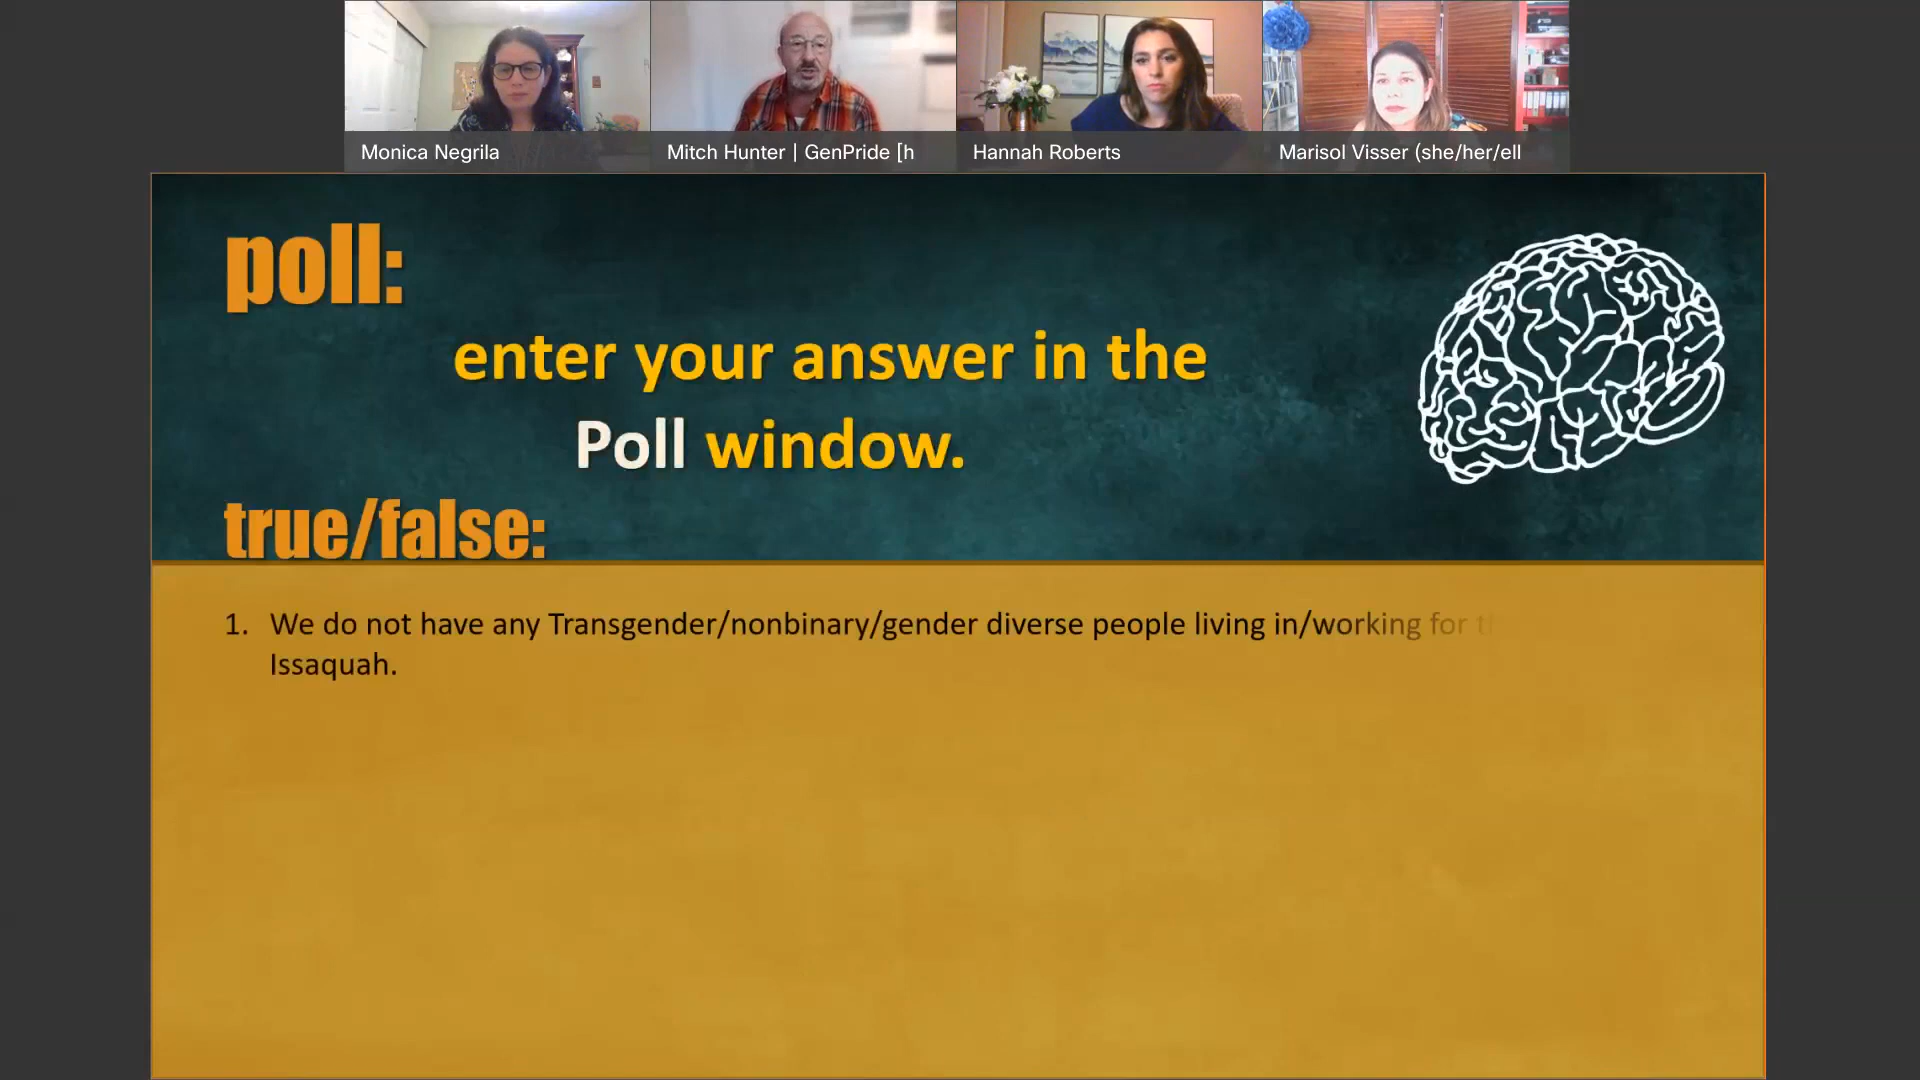 Monica Negrila
Mitch Hunter | GenPride [h
Hannah Roberts
Marisol Visser (she/her/ell
poll:
enter your answer in the
Poll window.
true/false:
1. We do not have any Transgender/nonbinary/gender diverse people living in/working for
Issaquah.